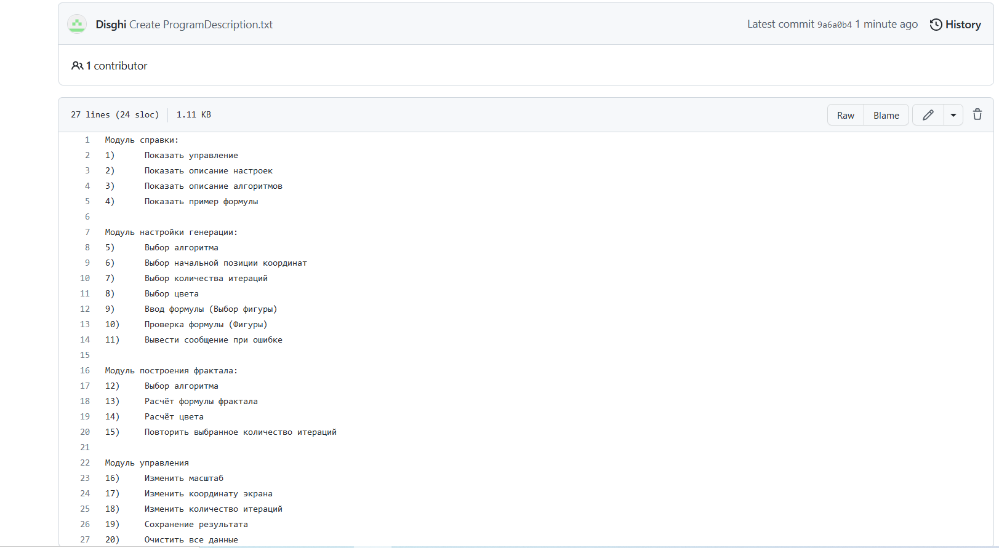 Disghi Create ProgramDescription.txt Latest commit 9a6a0b4 1 minute ago History
1 contributor
27 lines (24 sloc) 1.11 KB Raw Blame
1 Модуль справки:
2 1) Показать управление
3 2) Показать описание настроек
4 3) Показать описание алгоритмов
5 4) Показать пример формулы
6
7 Модуль настройки генерации:
8 5) Выбор алгоритма
9 6) Выбор начальной позиции координат
10 7) Выбор количества итераций
11 8) Выбор цвета
12 9) Ввод формулы (Выбор фигуры)
13 10) Проверка формулы (Фигуры)
14 11) Вывести сообщение при ошибке
15
16 Модуль построения фрактала:
17 12) Выбор алгоритма
18 13) Расчёт формулы фрактала
19 14) Расчёт цвета
20 15) Повторить выбранное количество итераций
21
22 Модуль управления
23 16) Изменить масштаб
24 17) Изменить координату экрана
25 18) Изменить количество итераций
26 19) Сохранение результата
27 20) Очистить все данные